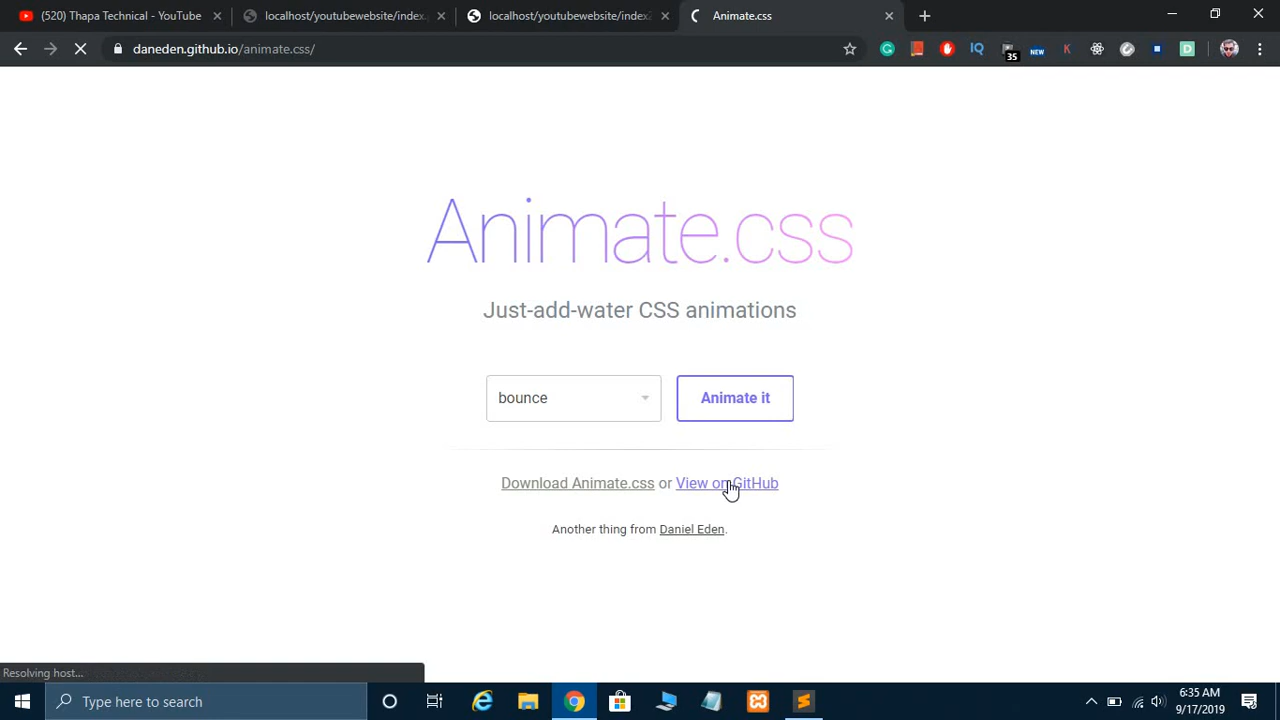 (520) Thapa Technical - YouTube
localhost/youtubewebsite/index.
localhost/youtubewebsite/index
Animate.css
daneden.github.io/animate.css/
IQ
35
NEW
K
D
Animate.css
Just-add-water CSS animations
bounce
Animate it
Download Animate.css or View on GitHub
Another thing from Daniel Eden.
Resolving host...
Type here to search
6:35 AM
9/17/2019